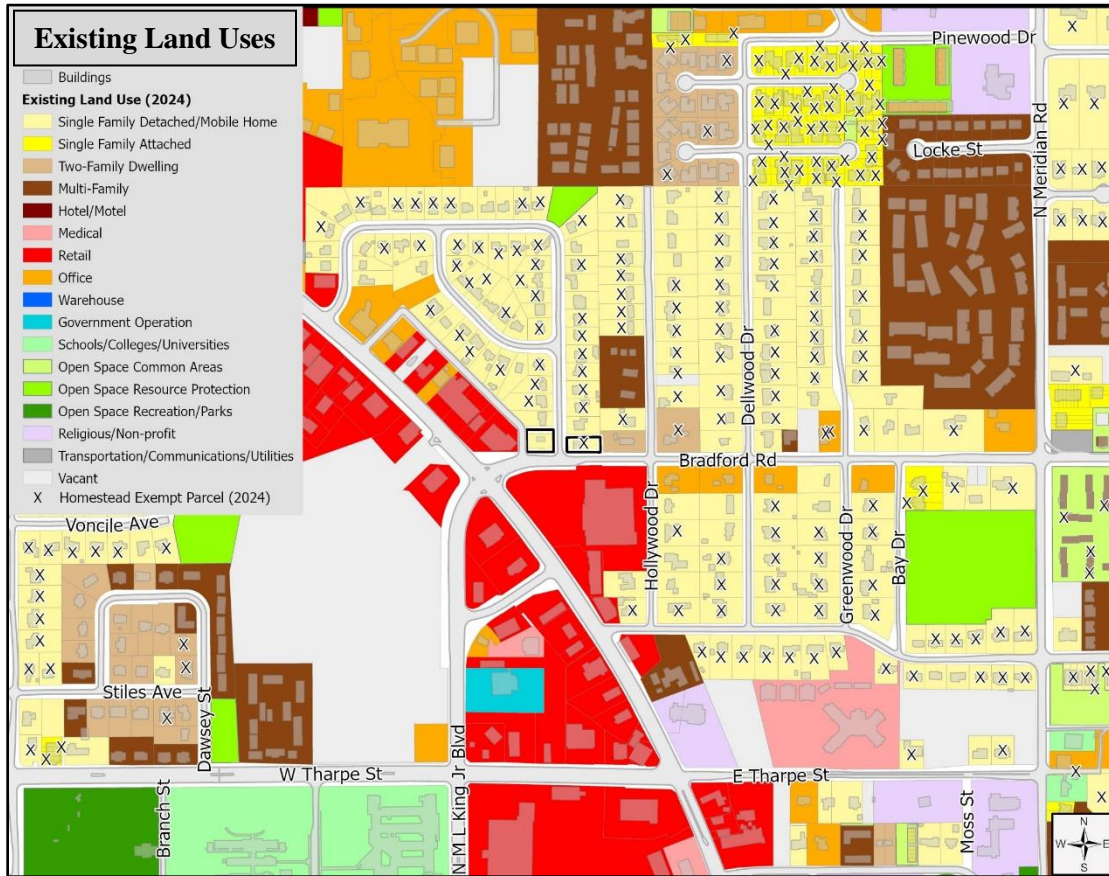 Existing Land Uses
Buildings
Existing Land Use (2024)
Single Family Detached/Mobile Home
Single Family Attached
Two-Family Dwelling
Multi-Family
Hotel/Motel
Medical
Retail
Office
Warehouse
Government Operation
Schools/Colleges/Universities
Open Space Common Areas
Open Space Resource Protection
Open Space Recreation/Parks
Religious/Non-profit
Transportation/Communications/Utilities
Vacant
X Homestead Exempt Parcel (2024)
Pinewood Dr
Locke St
N Meridian Rd
Dellwood Dr
Bradford Rd
Hollywood Dr
Greenwood Dr
Bay Dr
Voncile Ave
Stiles Ave
Dawsey St
Branch St
W Tharpe St
N M L King Jr Blvd
E Tharpe St
Moss St
N
W E
S